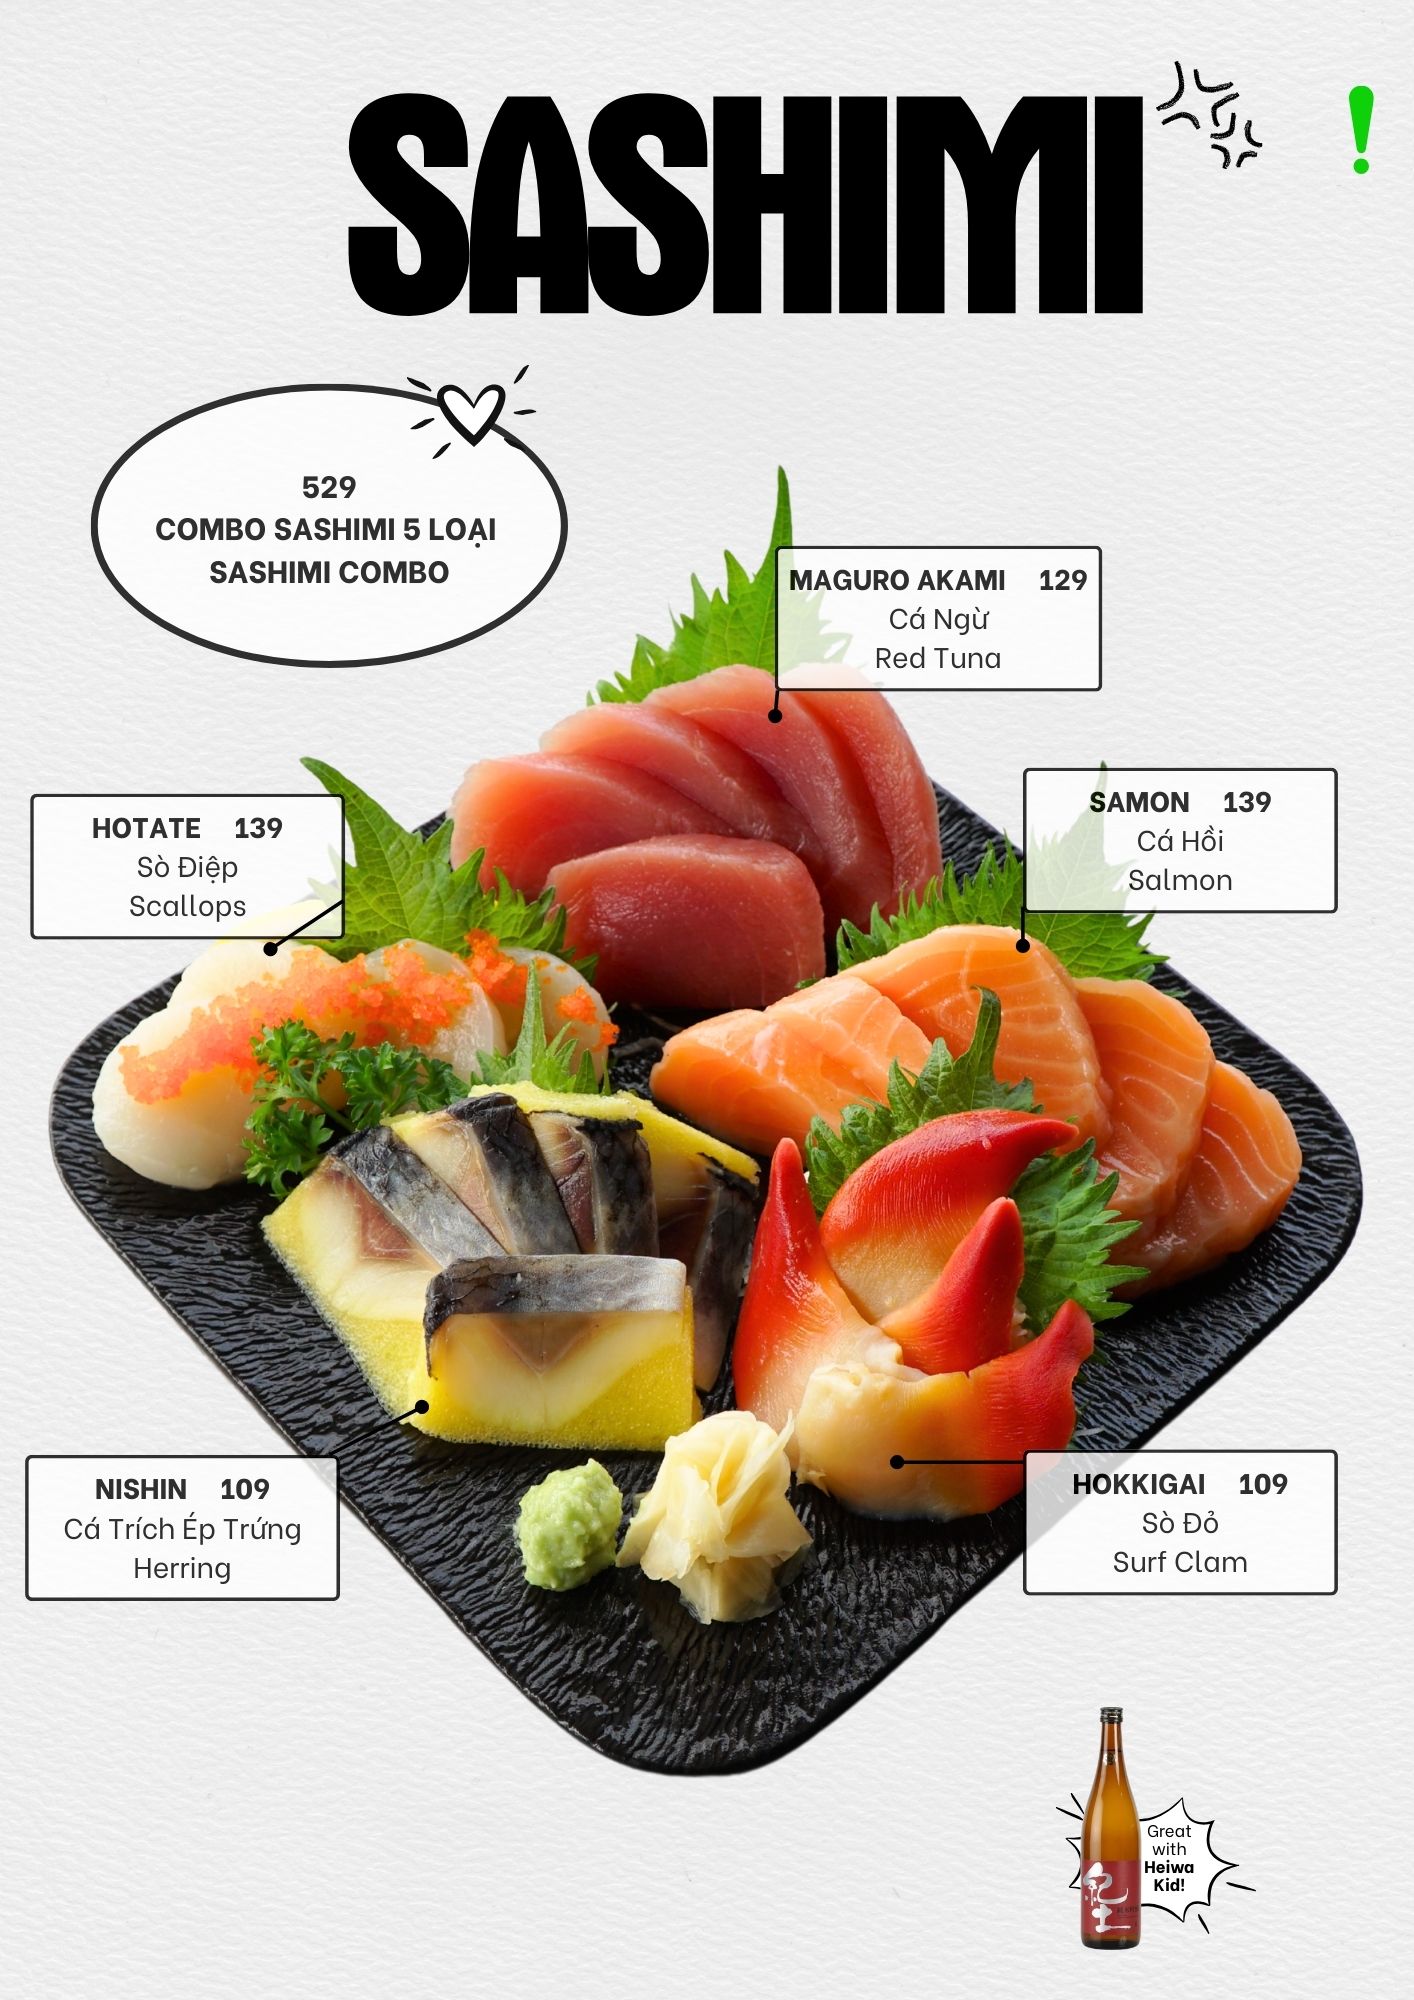 SASHIMI
!
529
COMBO SASHIMI 5 LOẠI
SASHIMI COMBO
MAGURO AKAMI 129
Cá Ngừ
Red Tuna
HOTATE 139
Sò Điệp
Scallops
SAMON 139
Cá Hồi
Salmon
NISHIN 109
Cá Trích Ép Trứng
Herring
HOKKIGAI 109
Sò Đỏ
Surf Clam
Great
with
Heiwa
Kid!
紀土